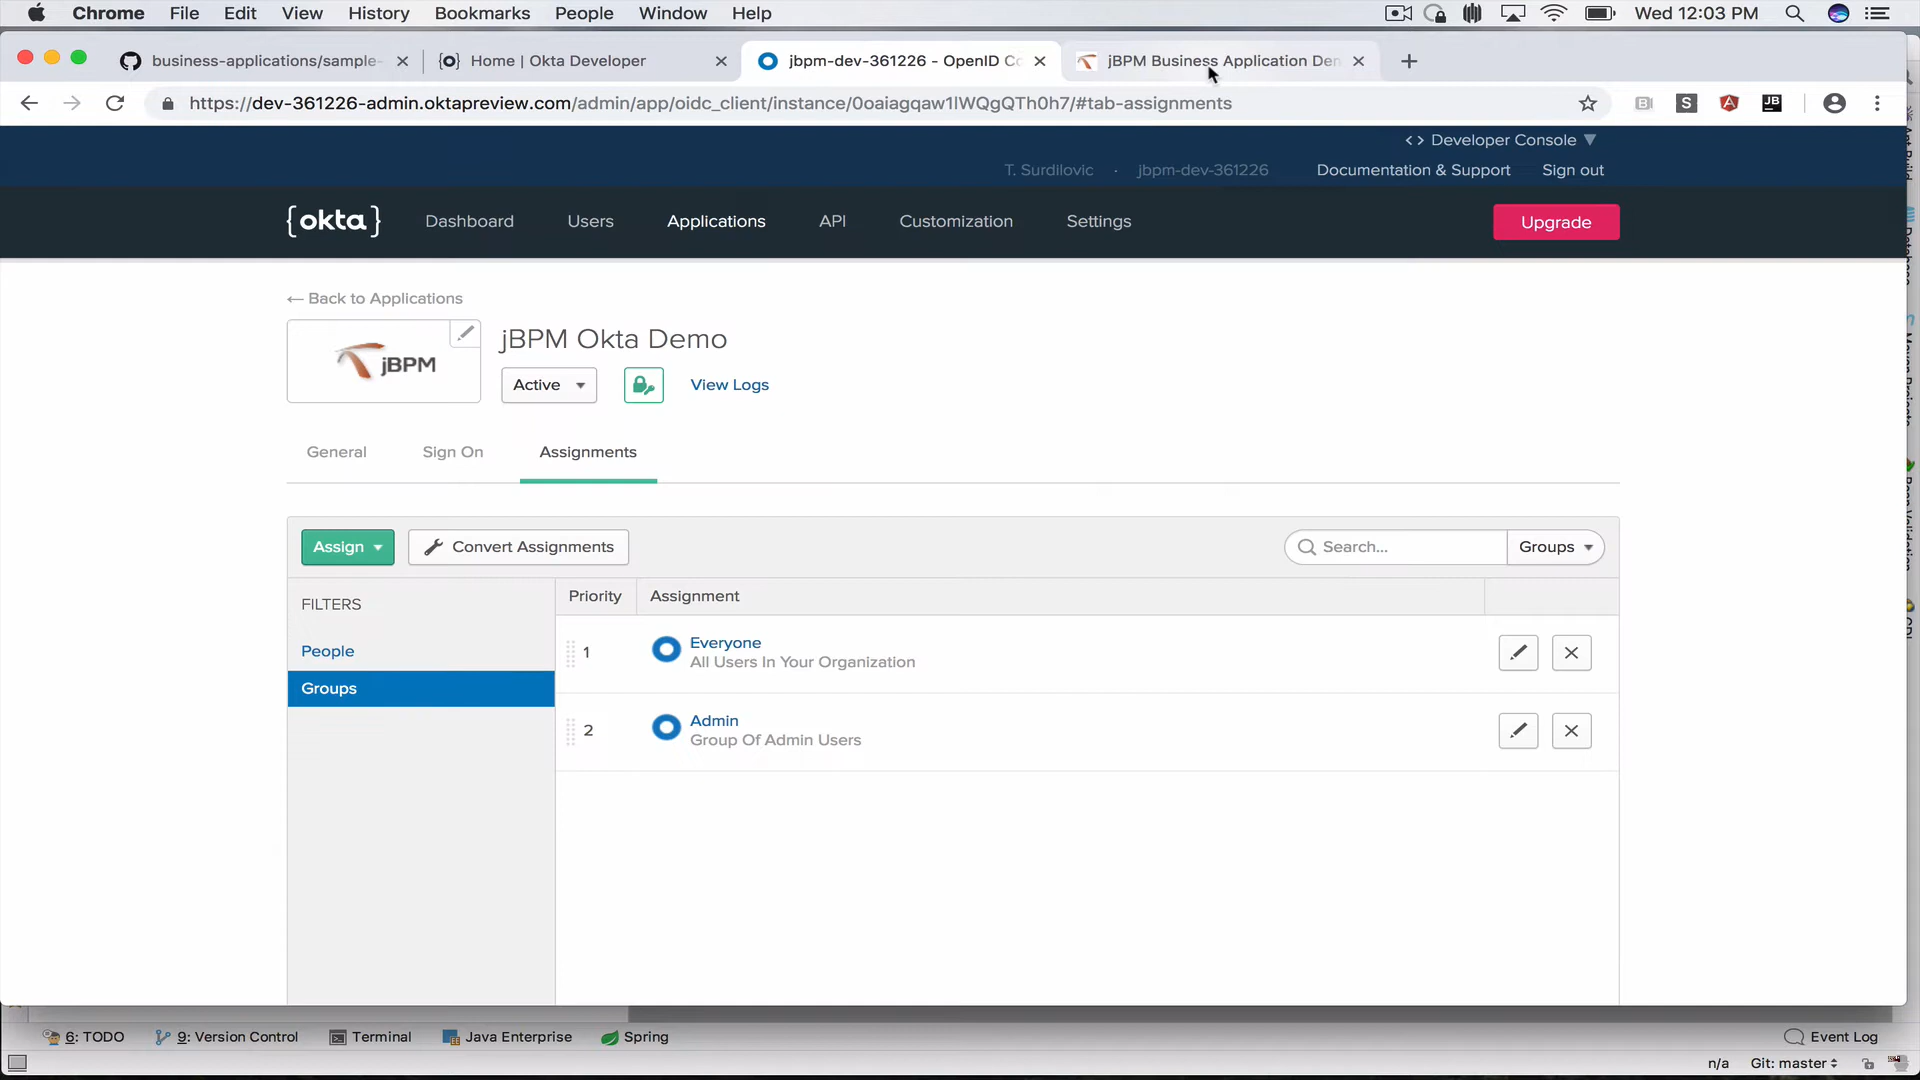 Chrome File Edit View History Bookmarks People Window Help Wed 12:03 PM
business-applications/sample- Home | Okta Developer jbpm-dev-361226 - OpenID Co jBPM Business Application Den
https://dev-361226-admin.oktapreview.com/admin/app/oidc_client/instance/0oaiagqaw1lWQgQTh0h7/#tab-assignments
<> Developer Console
T. Surdilovic · jbpm-dev-361226 Documentation & Support Sign out
{okta} Dashboard Users Applications API Customization Settings Upgrade
← Back to Applications
jBPM
jBPM Okta Demo
Active View Logs
General Sign On Assignments
Assign Convert Assignments Search... Groups
FILTERS
People
Groups
Priority Assignment
1 Everyone
All Users In Your Organization
2 Admin
Group Of Admin Users
6: TODO 9: Version Control Terminal Java Enterprise Spring Event Log
n/a Git: master